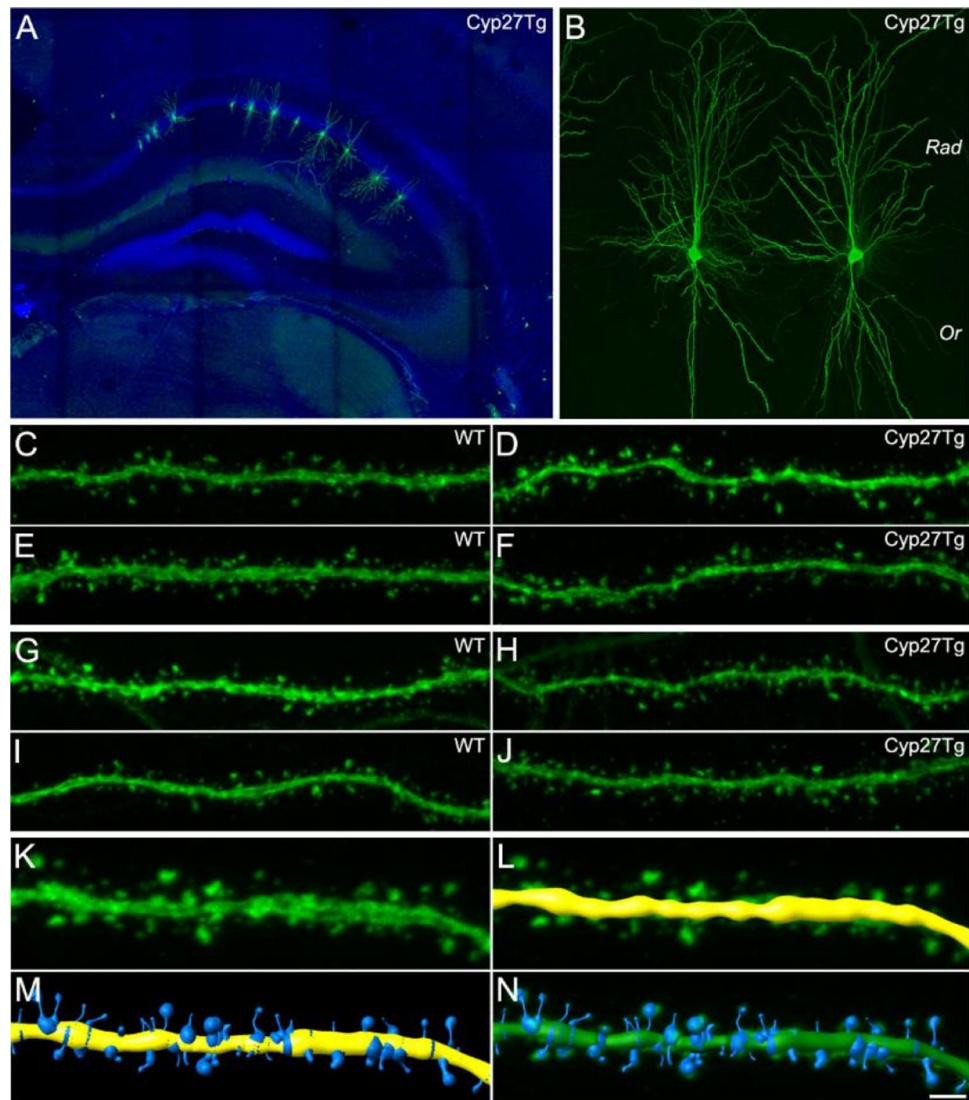 A Cyp27Tg
B Cyp27Tg
Rad
Or
C WT
D Cyp27Tg
E WT
F Cyp27Tg
G WT
H Cyp27Tg
I WT
J Cyp27Tg
K
L
M
N